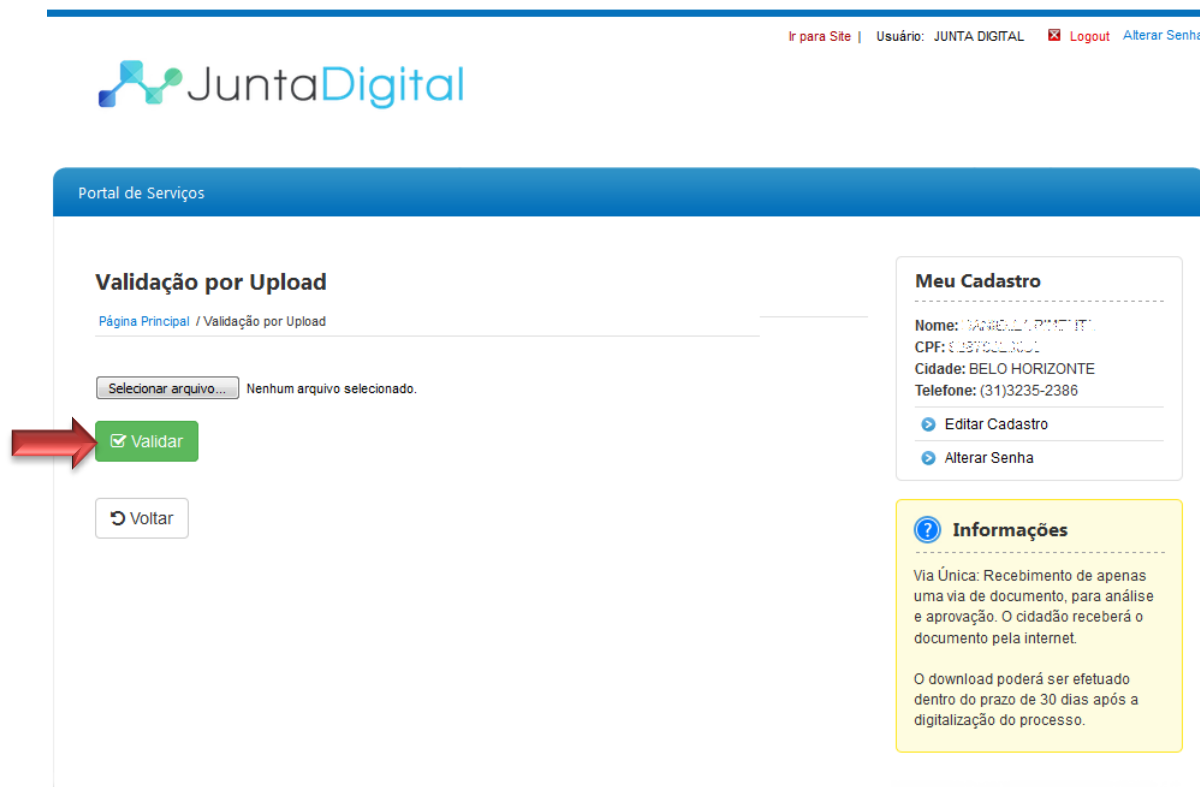 Ir para Site | Usuário: JUNTA DIGITAL Logout Alterar Senha
JuntaDigital
Portal de Serviços
Validação por Upload
Página Principal / Validação por Upload
Selecionar arquivo... Nenhum arquivo selecionado.
Validar
Voltar
Meu Cadastro
Nome:
CPF:
Cidade: BELO HORIZONTE
Telefone: (31)3235-2386
Editar Cadastro
Alterar Senha
Informações
Via Única: Recebimento de apenas
uma via de documento, para análise
e aprovação. O cidadão receberá o
documento pela internet.
O download poderá ser efetuado
dentro do prazo de 30 dias após a
digitalização do processo.